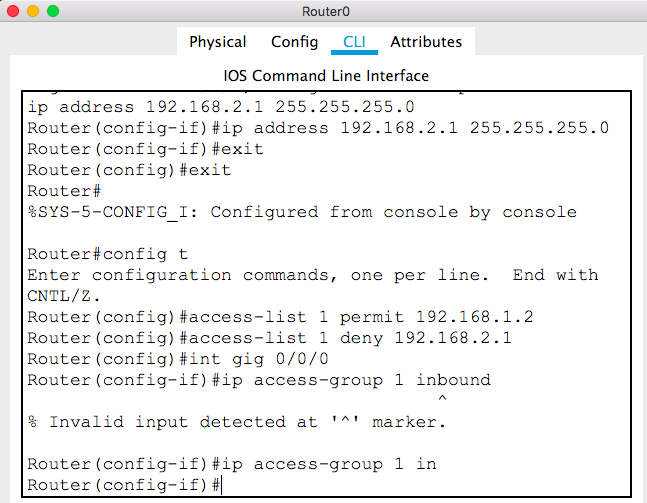 Router0
Physical Config CLI Attributes
IOS Command Line Interface
ip address 192.168.2.1 255.255.255.0
Router(config-if)#ip address 192.168.2.1 255.255.255.0
Router(config-if)#exit
Router(config)#exit
Router#
%SYS-5-CONFIG_I: Configured from console by console
Router#config t
Enter configuration commands, one per line.  End with
CNTL/Z.
Router(config)#access-list 1 permit 192.168.1.2
Router(config)#access-list 1 deny 192.168.2.1
Router(config)#int gig 0/0/0
Router(config-if)#ip access-group 1 inbound
^
% Invalid input detected at '^' marker.
Router(config-if)#ip access-group 1 in
Router(config-if)#